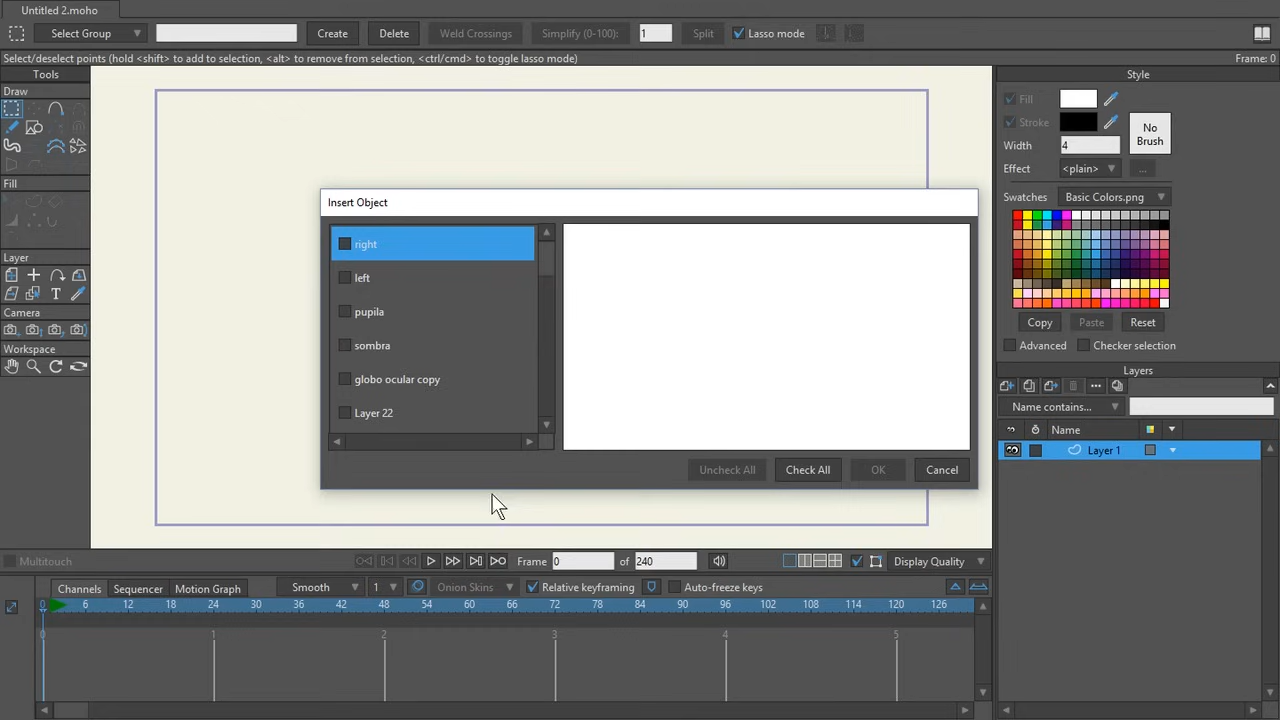 Untitled 2.moho
Select Group
Create
Delete
Weld Crossings
Simplify (0-100):
1
Split
Lasso mode
Select/deselect points (hold <shift> to add to selection, <alt> to remove from selection, <ctrl/cmd> to toggle lasso mode)
Frame: 0
Tools
Draw
Fill
Layer
Camera
Workspace
Insert Object
right
left
pupila
sombra
globo ocular copy
Layer 22
Uncheck All
Check All
OK
Cancel
Style
Fill
Stroke
No
Brush
Width
4
Effect
<plain>
...
Swatches
Basic Colors.png
Copy
Paste
Reset
Advanced
Checker selection
Layers
Name contains...
Name
Layer 1
Multitouch
Frame
0
of
240
Display Quality
Channels
Sequencer
Motion Graph
Smooth
1
Onion Skins
Relative keyframing
Auto-freeze keys
0 6 12 18 24 30 36 42 48 54 60 66 72 78 84 90 96 102 108 114 120 126
0 1 2 3 4 5